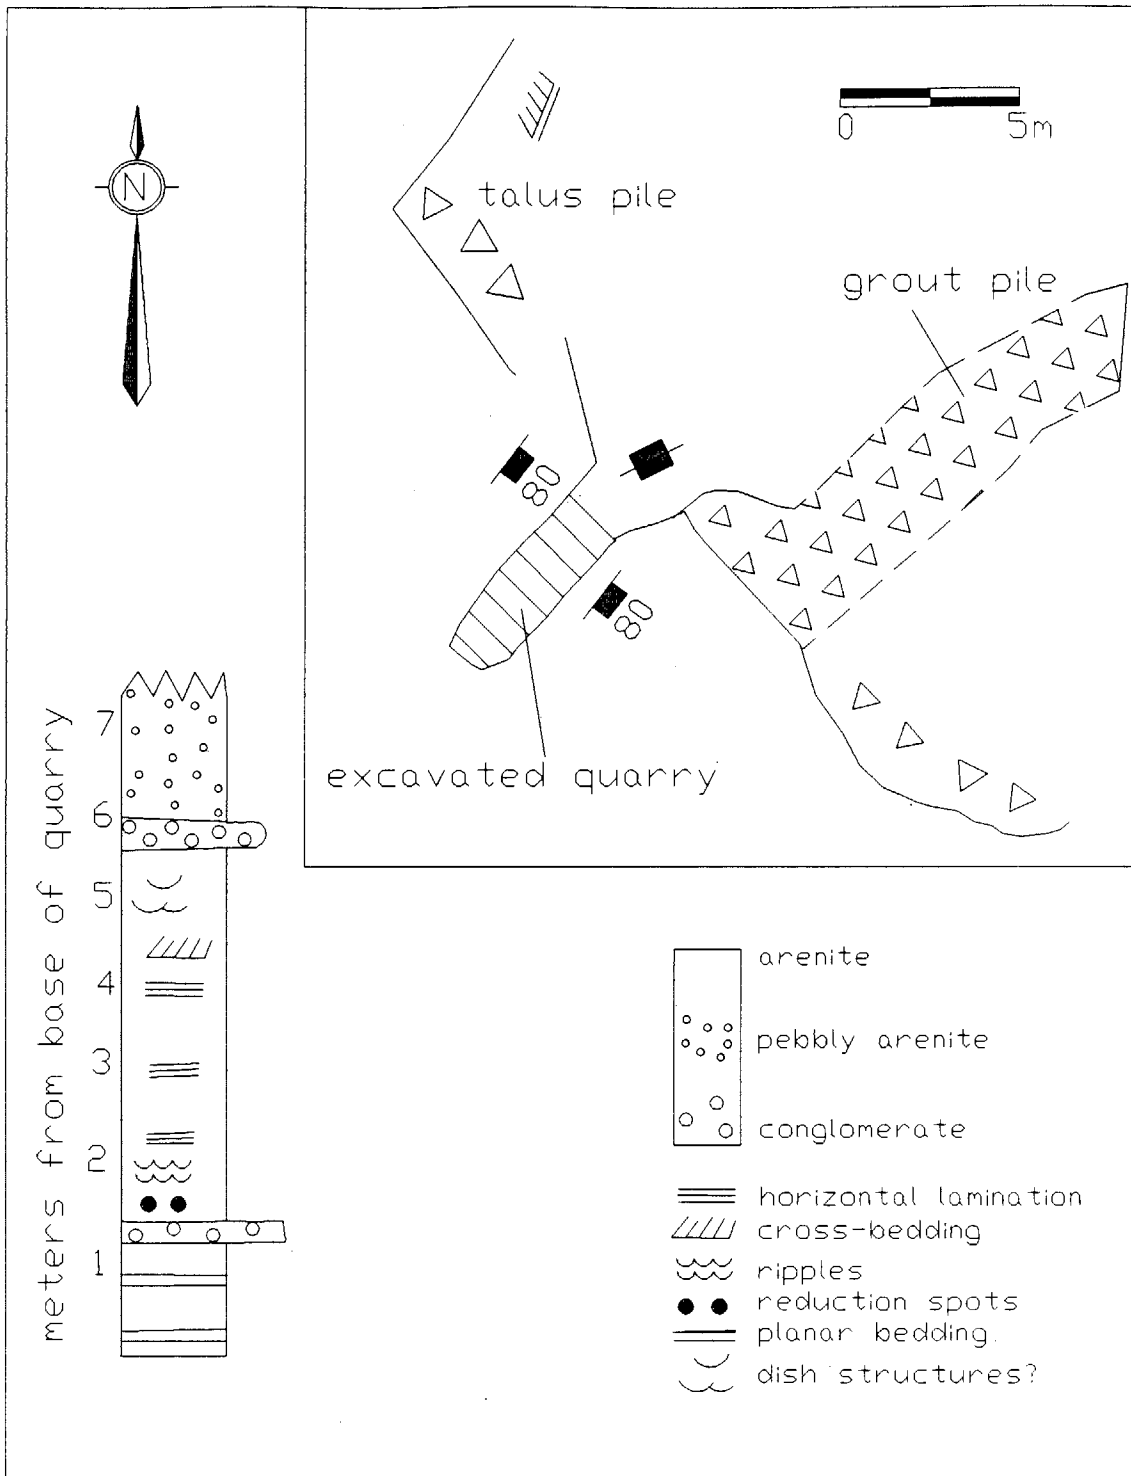 N
0 5m
talus pile
grout pile
80
80
excavated quarry
meters from base of quarry
7
6
5
4
3
2
1
arenite
pebbly arenite
conglomerate
horizontal lamination
cross-bedding
ripples
reduction spots
planar bedding.
dish structures?